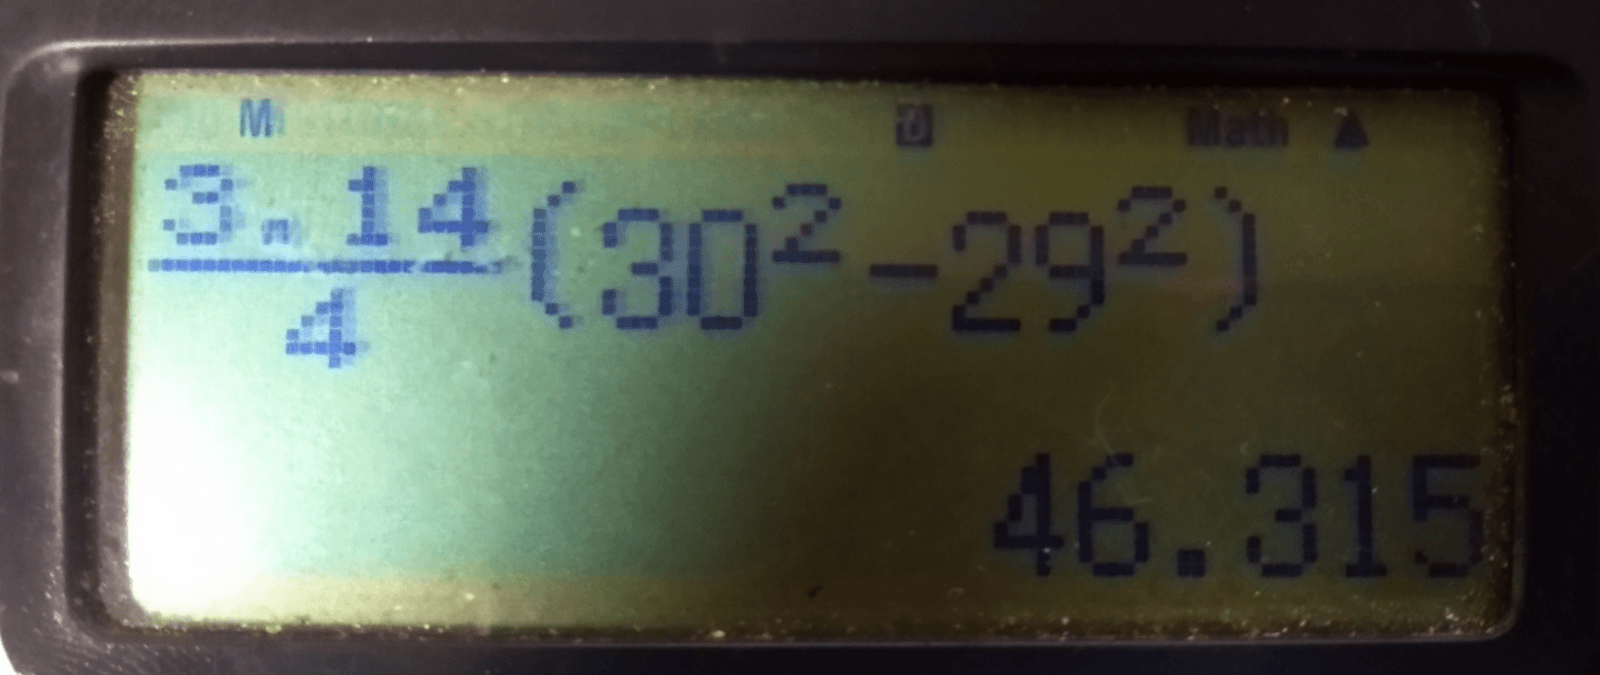 M D Math ▲
3.14/4(30²-29²)
46.315